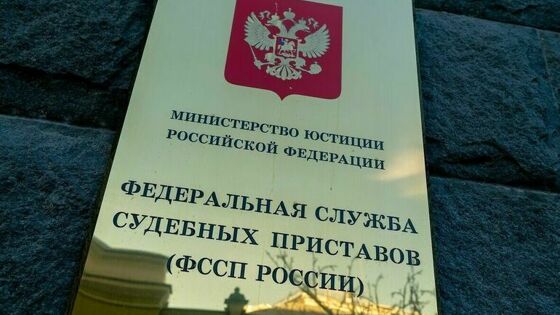 МИНИСТЕРСТВО ЮСТИЦИИ
РОССИЙСКОЙ ФЕДЕРАЦИИ
ФЕДЕРАЛЬНАЯ СЛУЖБА
СУДЕБНЫХ ПРИСТАВОВ
(ФССП РОССИИ)